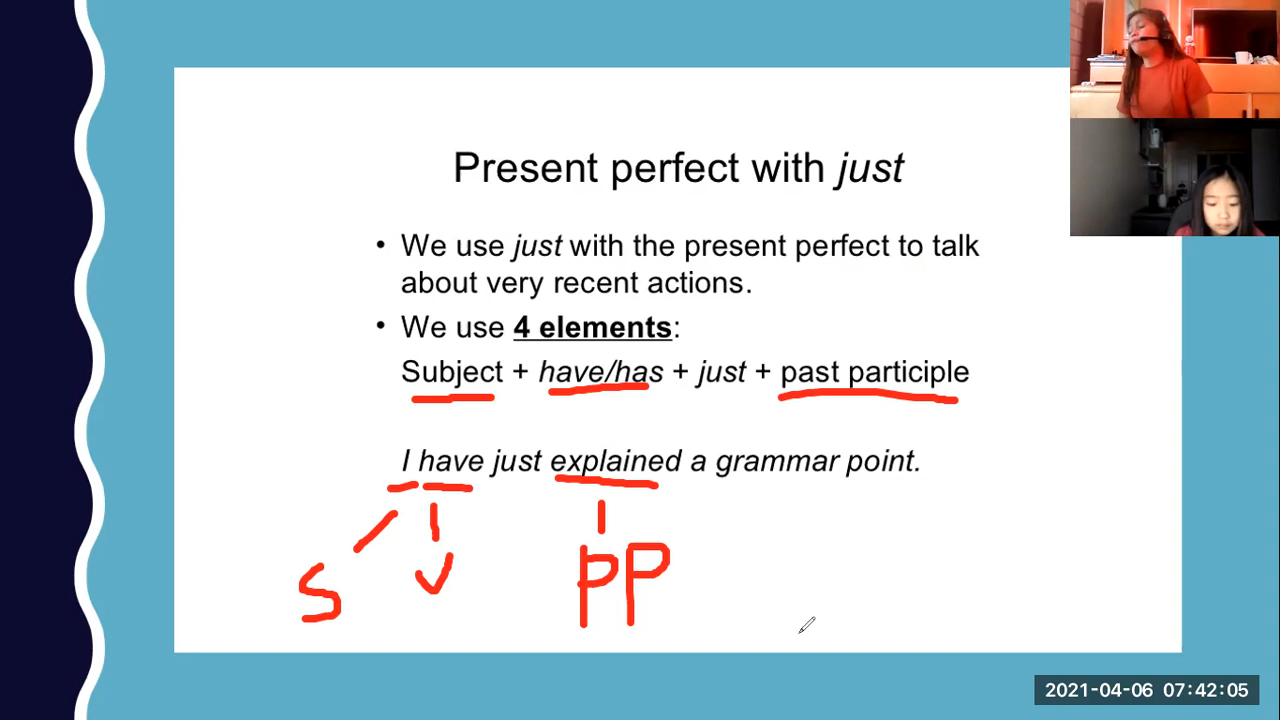 Present perfect with just
• We use just with the present perfect to talk
about very recent actions.
• We use 4 elements:
Subject + have/has + just + past participle
I have just explained a grammar point.
S V PP
2021-04-06 07:42:05